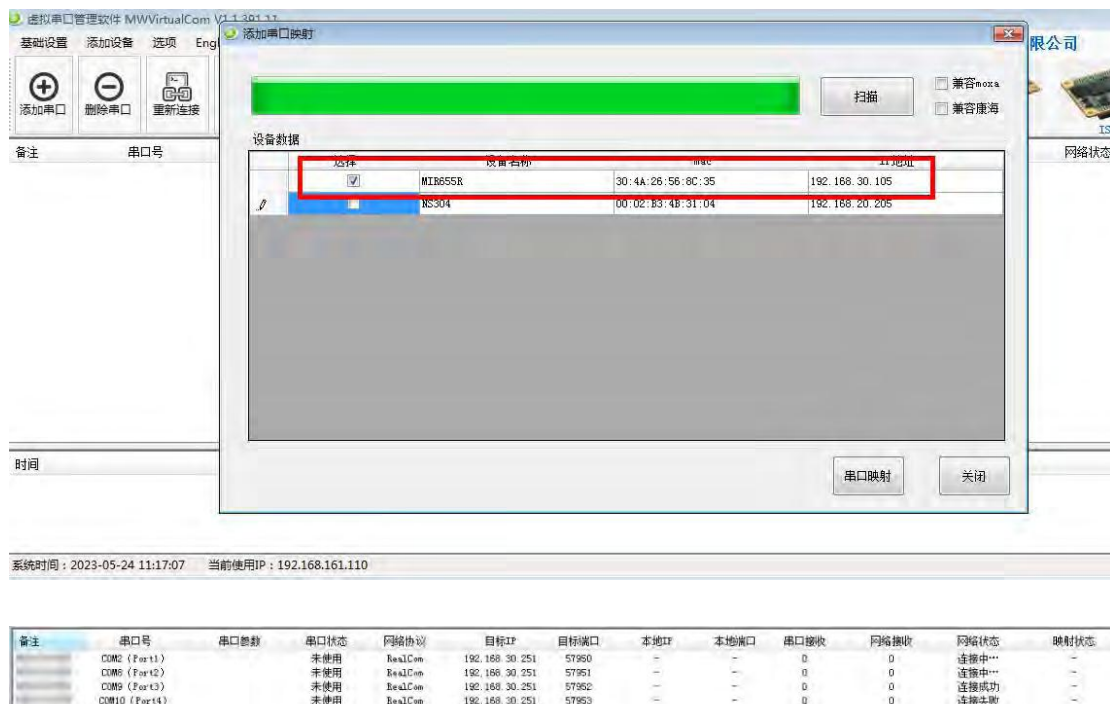 虚拟串口管理软件 MWVirtualCom V1.1.391.11
添加串口映射
基础设置 添加设备 选项 Engl
限公司
添加串口 删除串口 重新连接
扫描
兼容moxa
兼容康海
设备数据
备注 串口号 网络状态
选择 设备名称 mac IP地址
MIR655R 30:4A:26:56:8C:35 192.168.30.105
NS304 00:02:B3:4B:31:04 192.168.20.205
时间
串口映射 关闭
系统时间：2023-05-24 11:17:07 当前使用IP：192.168.161.110
备注 串口号 串口参数 串口状态 网络协议 目标IP 目标端口 本地IP 本地端口 串口接收 网络接收 网络状态 映射状态
COM2 (Port1) 未使用 RealCom 192.168.30.251 57950 - - 0 0 连接中… -
COM8 (Port2) 未使用 RealCom 192.168.30.251 57951 - - 0 0 连接中… -
COM9 (Port3) 未使用 RealCom 192.168.30.251 57952 - - 0 0 连接成功 -
COM10 (Port4) 未使用 RealCom 192.168.30.251 57953 - - 0 0 连接失败 -